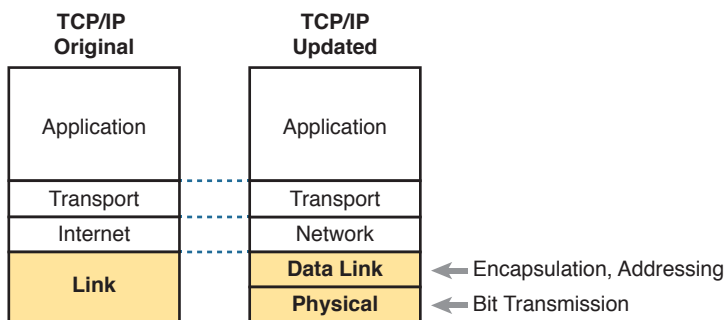 TCP/IP
Original
TCP/IP
Updated
Application
Application
Transport
Transport
Internet
Network
Link
Data Link
Encapsulation, Addressing
Physical
Bit Transmission